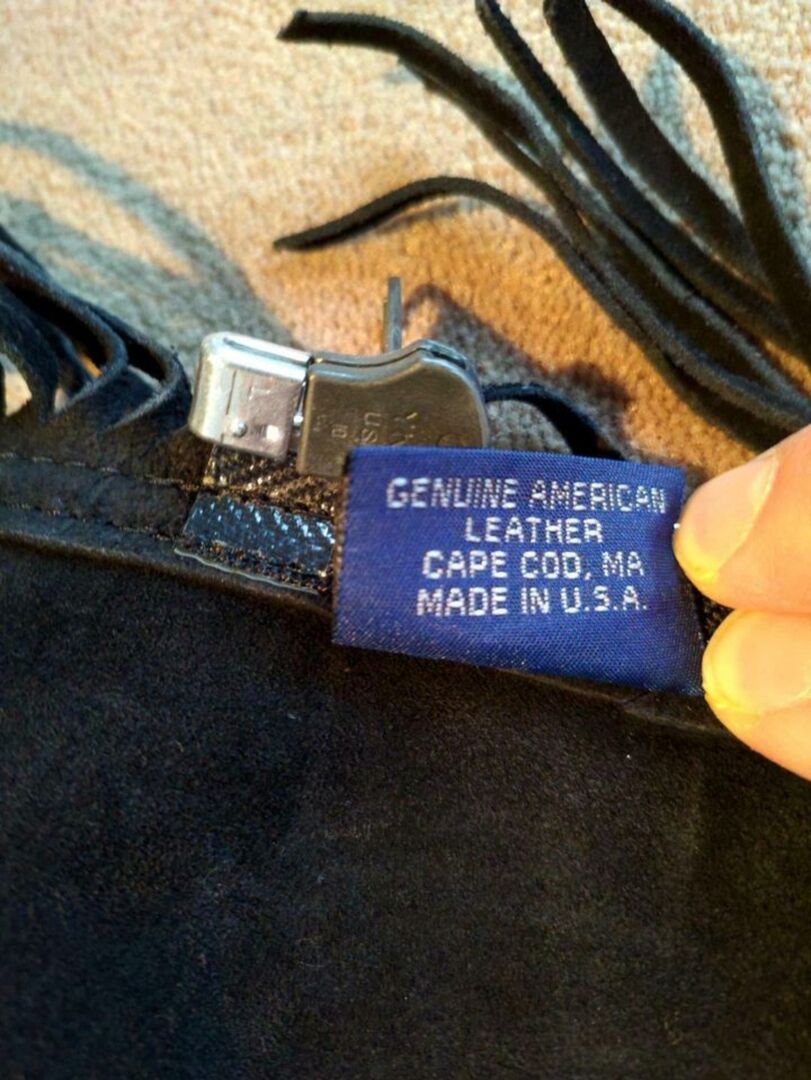 GENUINE AMERICAN
LEATHER
CAPE COD, MA
MADE IN U.S.A.